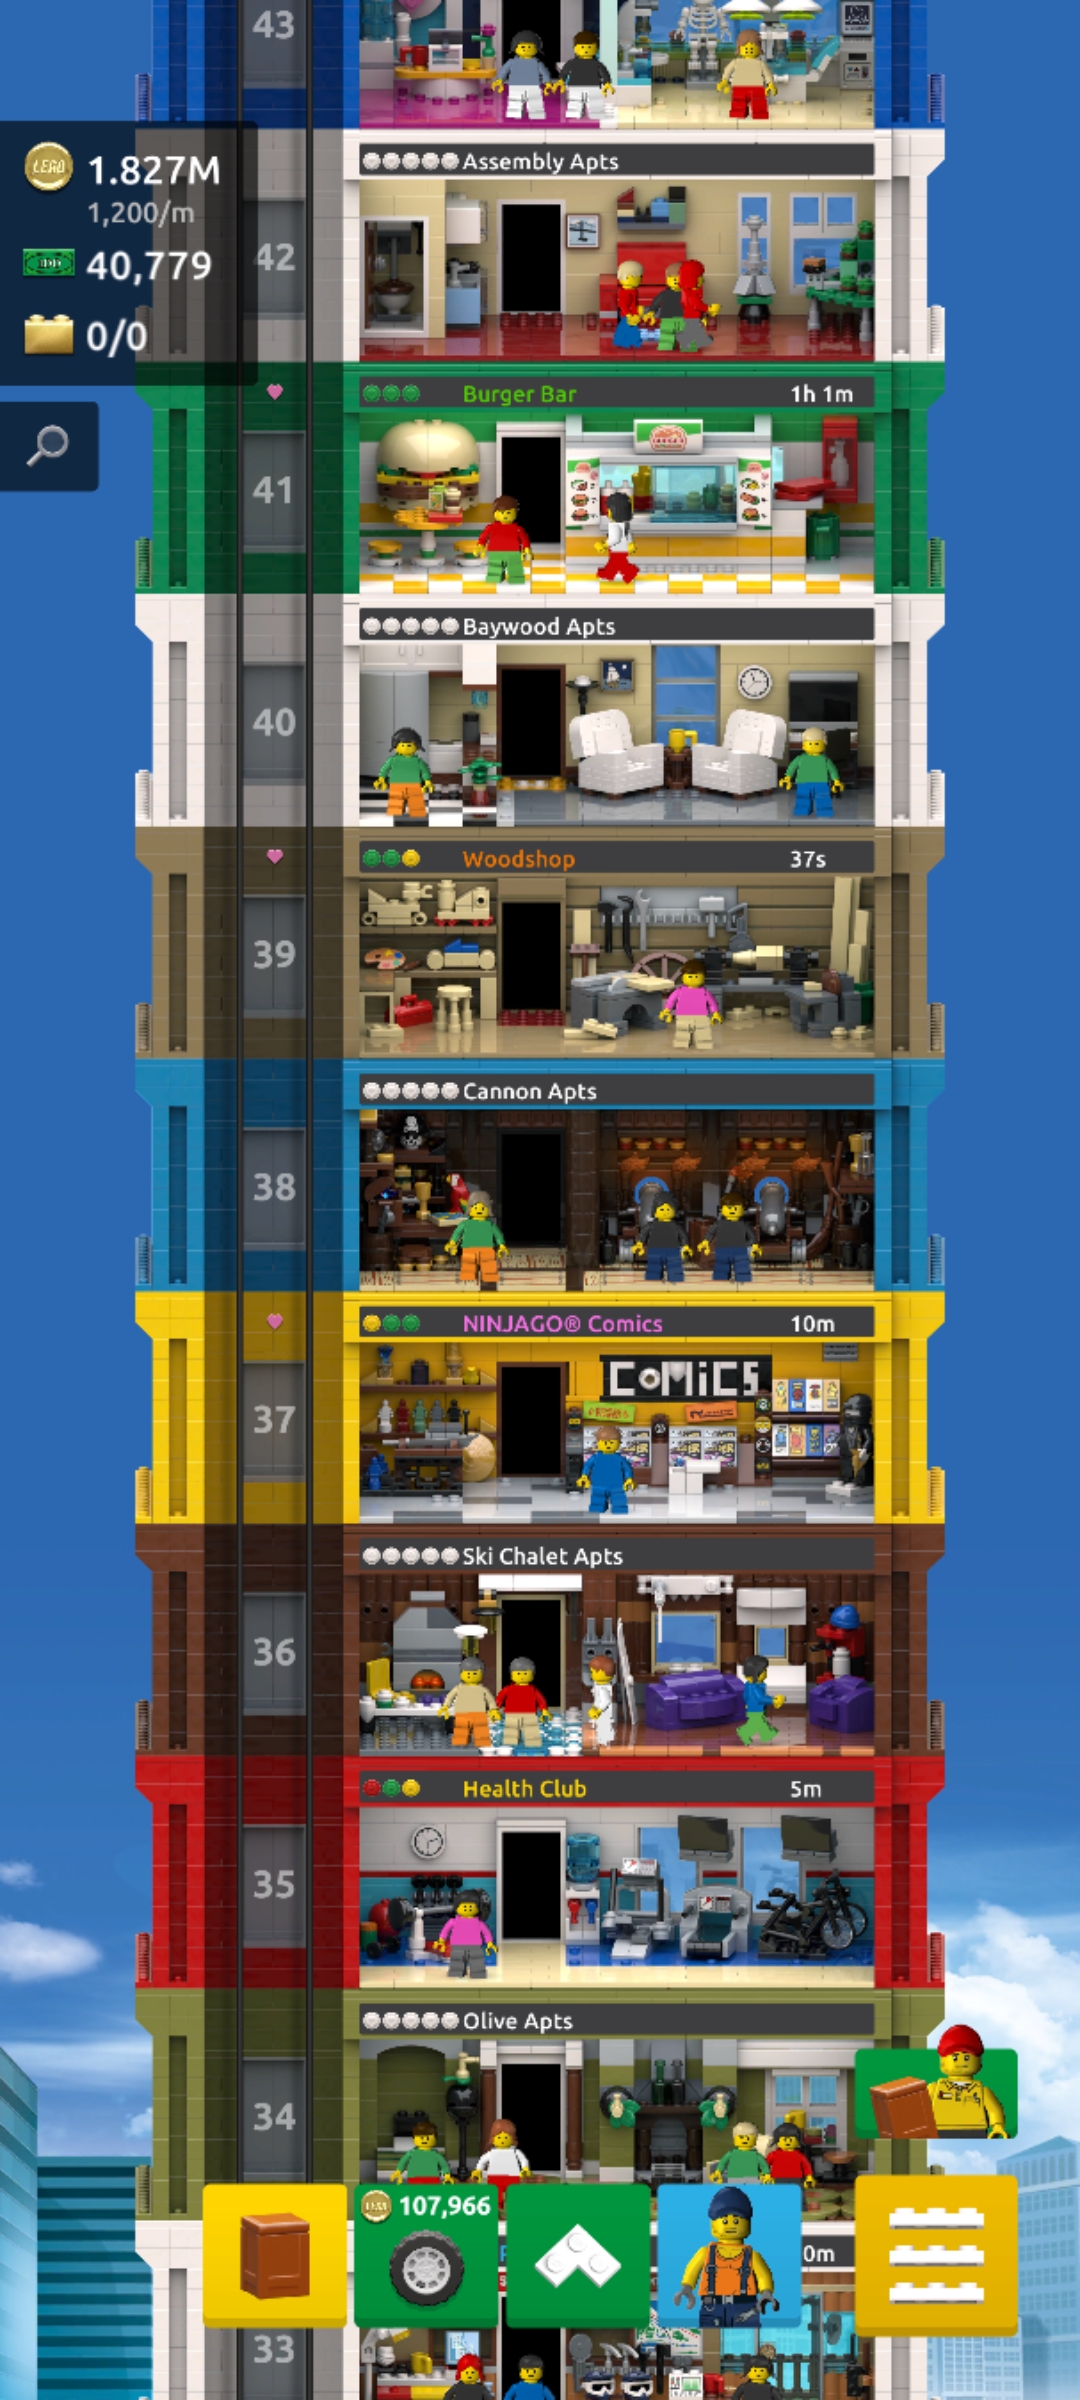 43
LEGO 1.827M
1,200/m
40,779
0/0
Assembly Apts
42
Burger Bar 1h 1m
41
Baywood Apts
40
Woodshop 37s
39
Cannon Apts
38
NINJAGO® Comics 10m
COMiCS
37
Ski Chalet Apts
36
Health Club 5m
35
Olive Apts
34
107,966
0m
33